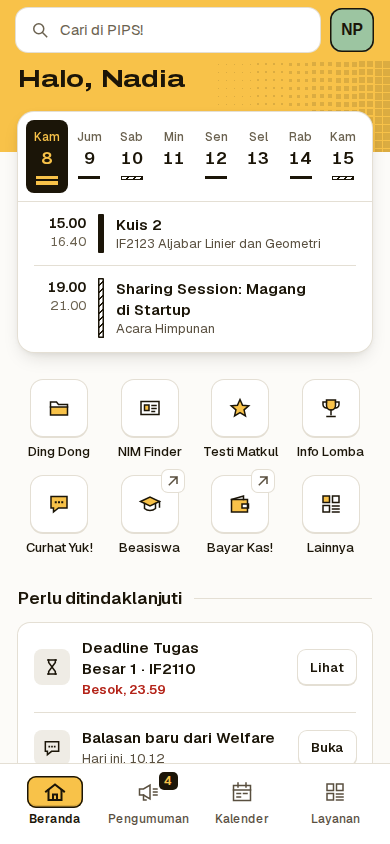 Cari di PIPS!
NP
Halo, Nadia
Kam Jum Sab Min Sen Sel Rab Kam
8 9 10 11 12 13 14 15
15.00 Kuis 2
16.40 IF2123 Aljabar Linier dan Geometri
19.00 Sharing Session: Magang
21.00 di Startup
Acara Himpunan
Ding Dong NIM Finder Testi Matkul Info Lomba
Curhat Yuk! Beasiswa Bayar Kas! Lainnya
Perlu ditindaklanjuti
Deadline Tugas
Besar 1 · IF2110
Besok, 23.59
Lihat
Balasan baru dari Welfare
Hari ini, 10.12
Buka
4
Beranda Pengumuman Kalender Layanan